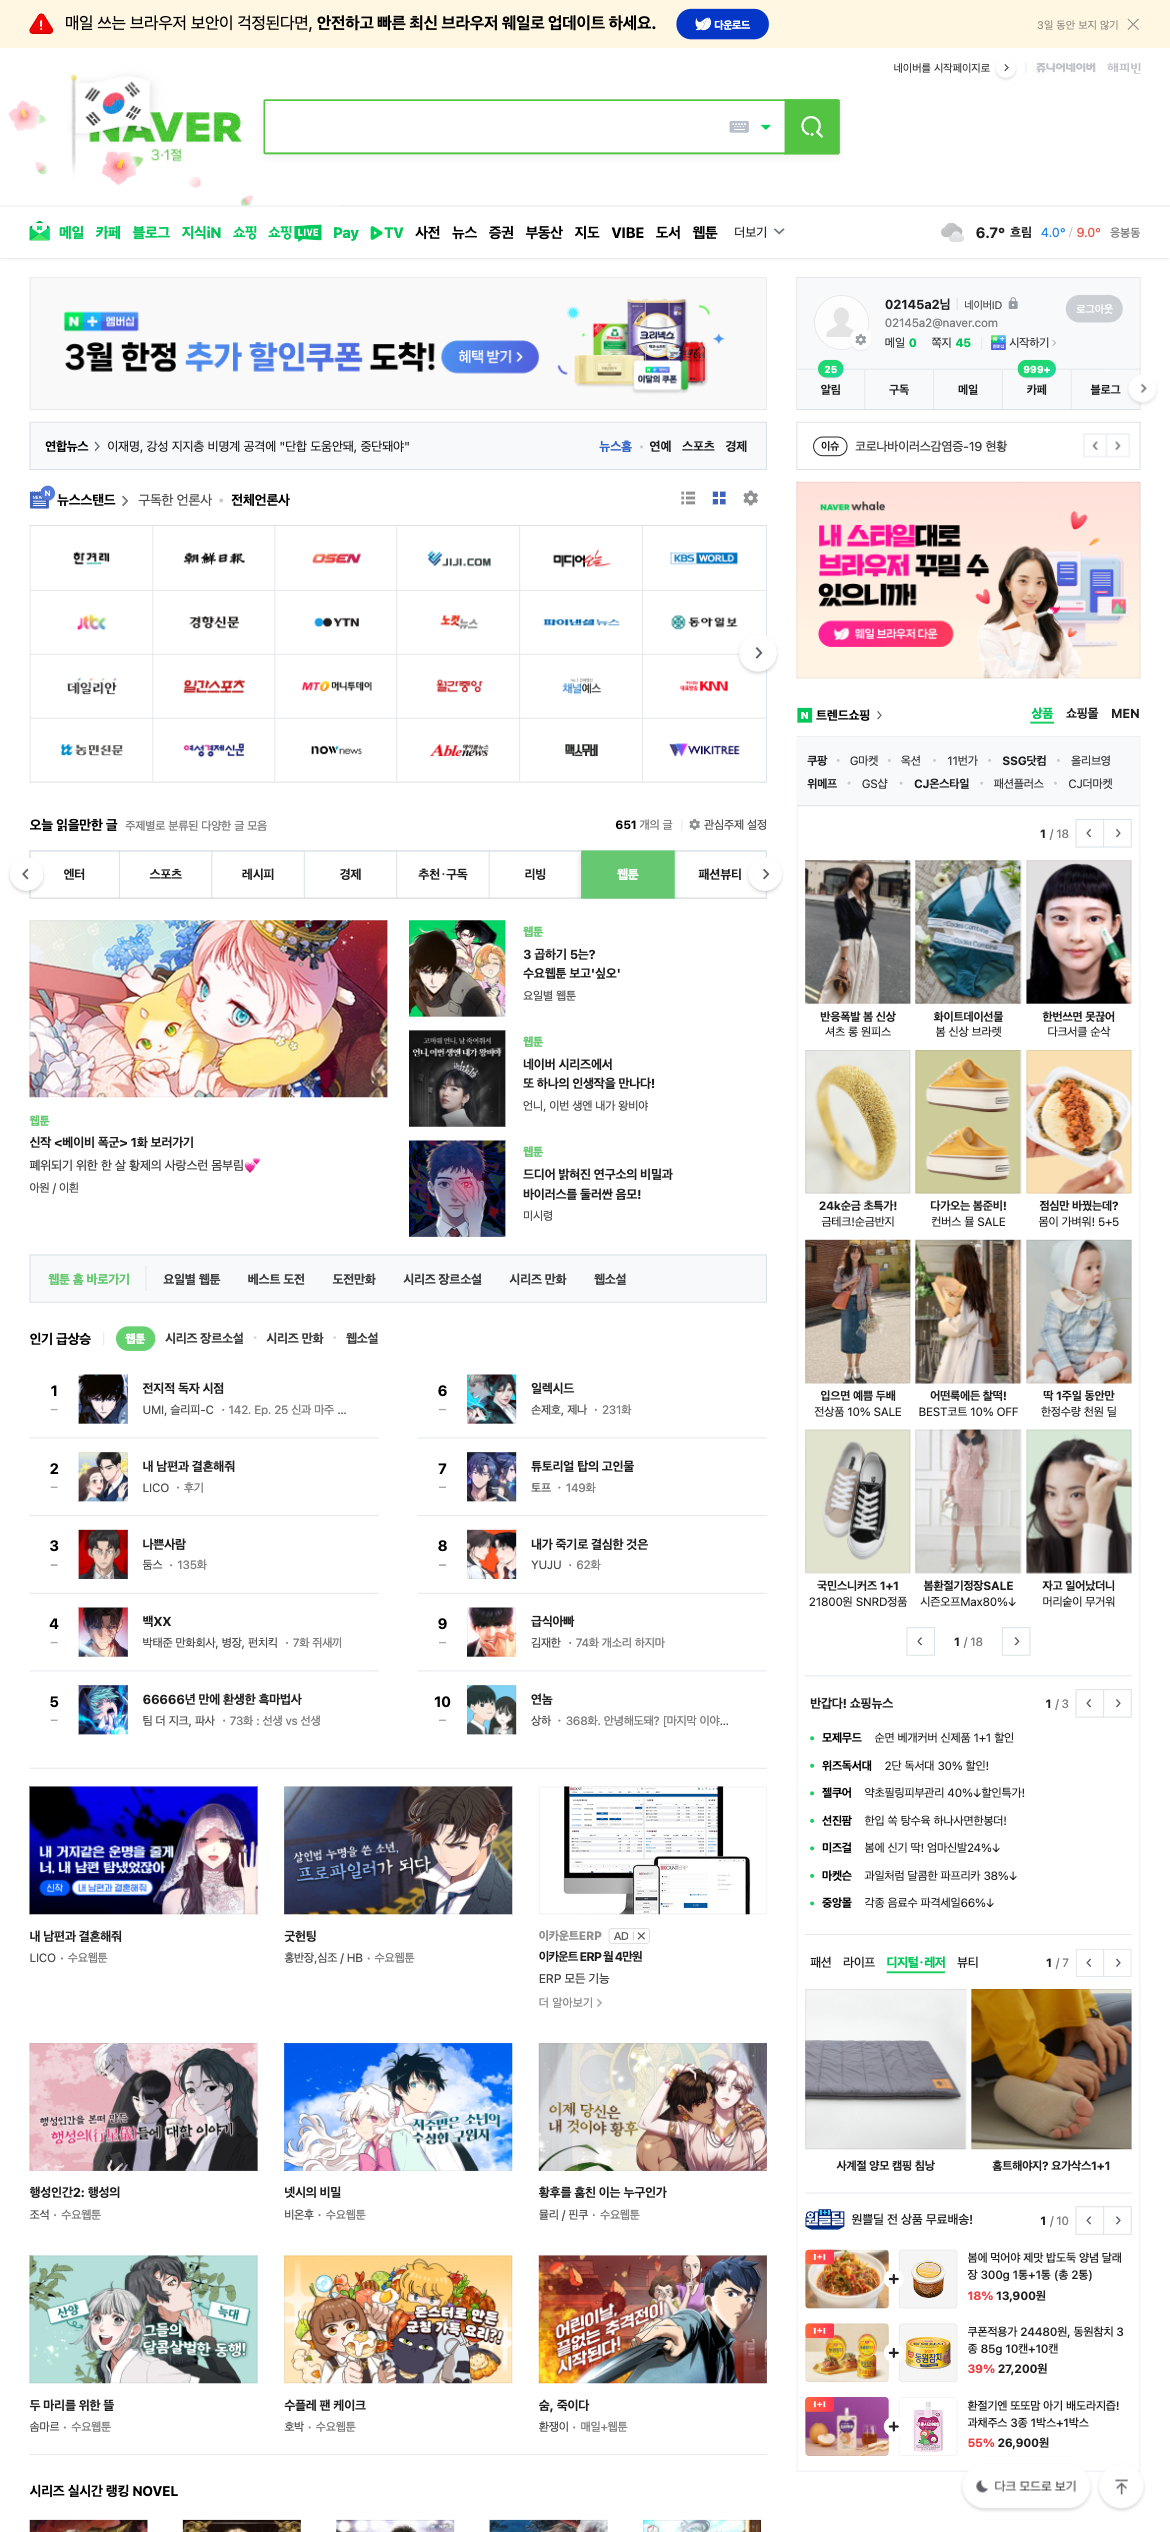 매일 쓰는 브라우저 보안이 걱정된다면, 안전하고 빠른 최신 브라우저 웨일로 업데이트 하세요.
다운로드
3일 동안 보지 않기
네이버를 시작페이지로
쥬니어네이버 해피빈
NAVER
3·1절
메일 카페 블로그 지식iN 쇼핑 쇼핑LIVE Pay TV 사전 뉴스 증권 부동산 지도 VIBE 도서 웹툰 더보기
6.7° 흐림 4.0° / 9.0° 응봉동
N + 멤버십
3월 한정 추가 할인쿠폰 도착! 혜택 받기
크리넥스
이달의 쿠폰
02145a2님 네이버ID
로그아웃
02145a2@naver.com
메일 0 쪽지 45 시작하기
25 999+
알림 구독 메일 카페 블로그
연합뉴스 이재명, 강성 지지층 비명계 공격에 "단합 도움안돼, 중단돼야"
뉴스홈 연예 스포츠 경제
이슈 코로나바이러스감염증-19 현황
뉴스스탠드 구독한 언론사 전체언론사
한겨레 朝鮮日報 OSEN JIJI.COM 미디어오늘 KBS WORLD
jtbc 경향신문 YTN 노컷뉴스 파이낸셜뉴스 동아일보
데일리안 일간스포츠 MTO 머니투데이 월간중앙 채널예스 KNN
농민신문 여성경제신문 nownews Ablenews 맥스무비 WIKITREE
NAVER whale
내 스타일대로
브라우저 꾸밀 수
있으니까!
웨일 브라우저 다운
트렌드쇼핑
상품 쇼핑몰 MEN
쿠팡 G마켓 옥션 11번가 SSG닷컴 올리브영
위메프 GS샵 CJ온스타일 패션플러스 CJ더마켓
1 / 18
반응폭발 봄 신상
셔츠 롱 원피스
화이트데이선물
봄 신상 브라렛
한번쓰면 못끊어
다크서클 순삭
24k순금 초특가!
금테크!순금반지
다가오는 봄준비!
컨버스 뮬 SALE
점심만 바꿨는데?
몸이 가벼워! 5+5
입으면 예쁨 두배
전상품 10% SALE
어떤룩에든 찰떡!
BEST코트 10% OFF
딱 1주일 동안만
한정수량 천원 딜
국민스니커즈 1+1
21800원 SNRD정품
봄환절기정장SALE
시즌오프Max80%↓
자고 일어났더니
머리숱이 무거워
1 / 18
반갑다! 쇼핑뉴스
1 / 3
모제무드 순면 베개커버 신제품 1+1 할인
위즈독서대 2단 독서대 30% 할인!
젤쿠어 약초필링피부관리 40%↓할인특가!
선진팜 한입 쏙 탕수육 하나사면한봉더!
미즈걸 봄에 신기 딱! 엄마신발24%↓
마켓슨 과일처럼 달콤한 파프리카 38%↓
중앙몰 각종 음료수 파격세일66%↓
패션 라이프 디지털·레저 뷰티
1 / 7
사계절 양모 캠핑 침낭
홈트해야지? 요가삭스1+1
원쁠딜 원쁠딜 전 상품 무료배송!
1 / 10
1+1
봄에 먹어야 제맛 밥도둑 양념 달래
장 300g 1통+1통 (총 2통)
18% 13,900원
1+1
쿠폰적용가 24480원, 동원참치 3
종 85g 10캔+10캔
39% 27,200원
동원참치
1+1
환절기엔 또또맘 아기 배도라지즙!
과채주스 3종 1박스+1박스
55% 26,900원
다크 모드로 보기
오늘 읽을만한 글 주제별로 분류된 다양한 글 모음
651 개의 글 관심주제 설정
엔터 스포츠 레시피 경제 추천·구독 리빙 웹툰 패션뷰티
웹툰
신작 <베이비 폭군> 1화 보러가기
폐위되기 위한 한 살 황제의 사랑스런 몸부림💕
아원 / 이흰
웹툰
3 곱하기 5는?
수요웹툰 보고'싶오'
요일별 웹툰
고마워 언니, 날 죽여줘서
언니, 이번 생엔 내가 왕비야
웹툰
네이버 시리즈에서
또 하나의 인생작을 만나다!
언니, 이번 생엔 내가 왕비야
웹툰
드디어 밝혀진 연구소의 비밀과
바이러스를 둘러싼 음모!
미시령
웹툰 홈 바로가기 요일별 웹툰 베스트 도전 도전만화 시리즈 장르소설 시리즈 만화 웹소설
인기 급상승 웹툰 시리즈 장르소설 시리즈 만화 웹소설
1 전지적 독자 시점
UMI, 슬리피-C · 142. Ep. 25 신과 마주 ...
2 내 남편과 결혼해줘
LICO · 후기
3 나쁜사람
둠스 · 135화
4 백XX
박태준 만화회사, 병장, 펀치킥 · 7화 쥐새끼
5 66666년 만에 환생한 흑마법사
팀 더 지크, 파사 · 73화 : 선생 vs 선생
6 일렉시드
손제호, 제나 · 231화
7 튜토리얼 탑의 고인물
토프 · 149화
8 내가 죽기로 결심한 것은
YUJU · 62화
9 급식아빠
김재한 · 74화 개소리 하지마
10 연놈
상하 · 368화. 안녕해도돼? [마지막 이야...
내 거지같은 운명을 줄게
너, 내 남편 탐냈었잖아
신작 내 남편과 결혼해줘
내 남편과 결혼해줘
LICO · 수요웹툰
살인범 누명을 쓴 소년,
프로파일러가 되다
굿헌팅
홍반장,심조 / HB · 수요웹툰
이카운트ERP AD
이카운트 ERP 월 4만원
ERP 모든 기능
더 알아보기
행성인간을 본떠 만든
행성의(行星義)들에 대한 이야기
행성인간2: 행성의
조석 · 수요웹툰
저주받은 소년의
수상한 구원자
넷시의 비밀
비온후 · 수요웹툰
이제 당신은
내 것이야 황후
황후를 훔친 이는 누구인가
뮬리 / 핀쿠 · 수요웹툰
산양 늑대
그들의
달콤살벌한 동행!
두 마리를 위한 뜰
솜마르 · 수요웹툰
몬스터로 만든
군침 가득 요리?!
수플레 팬 케이크
호박 · 수요웹툰
어린이날,
끝없는 추격전이
시작된다!
숨, 죽이다
환쟁이 · 매일+웹툰
시리즈 실시간 랭킹 NOVEL